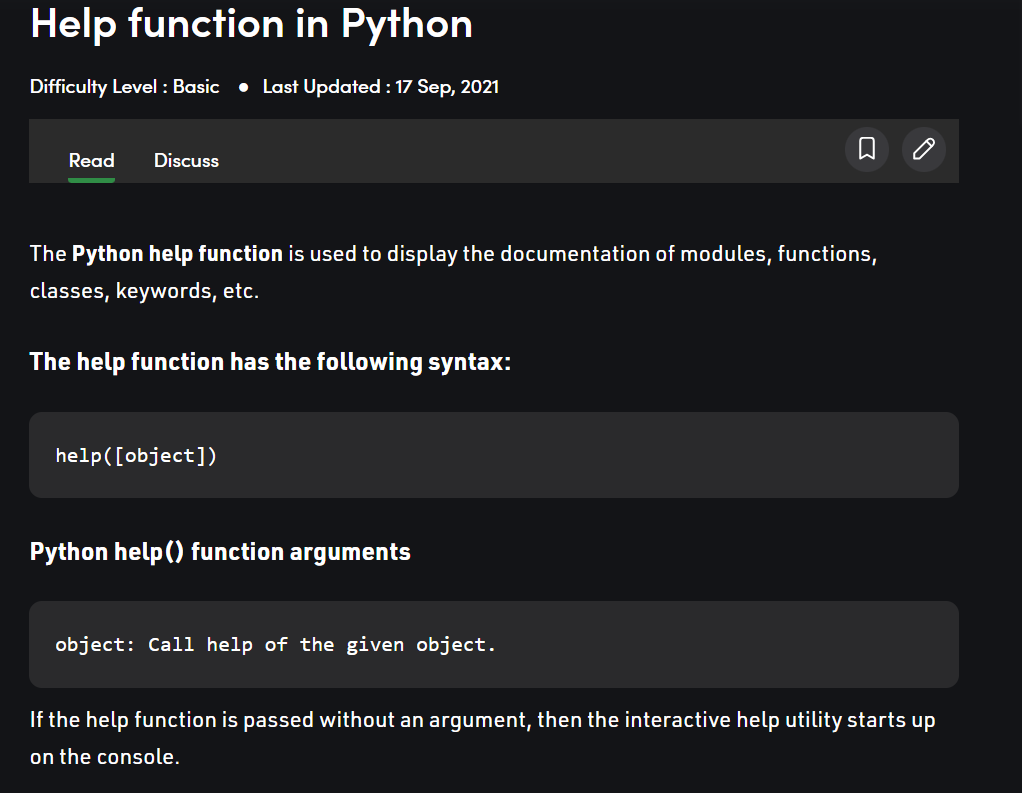 Help function in Python
Difficulty Level : Basic ● Last Updated : 17 Sep, 2021
Read Discuss
The Python help function is used to display the documentation of modules, functions,
classes, keywords, etc.
The help function has the following syntax:
help([object])
Python help() function arguments
object: Call help of the given object.
If the help function is passed without an argument, then the interactive help utility starts up
on the console.